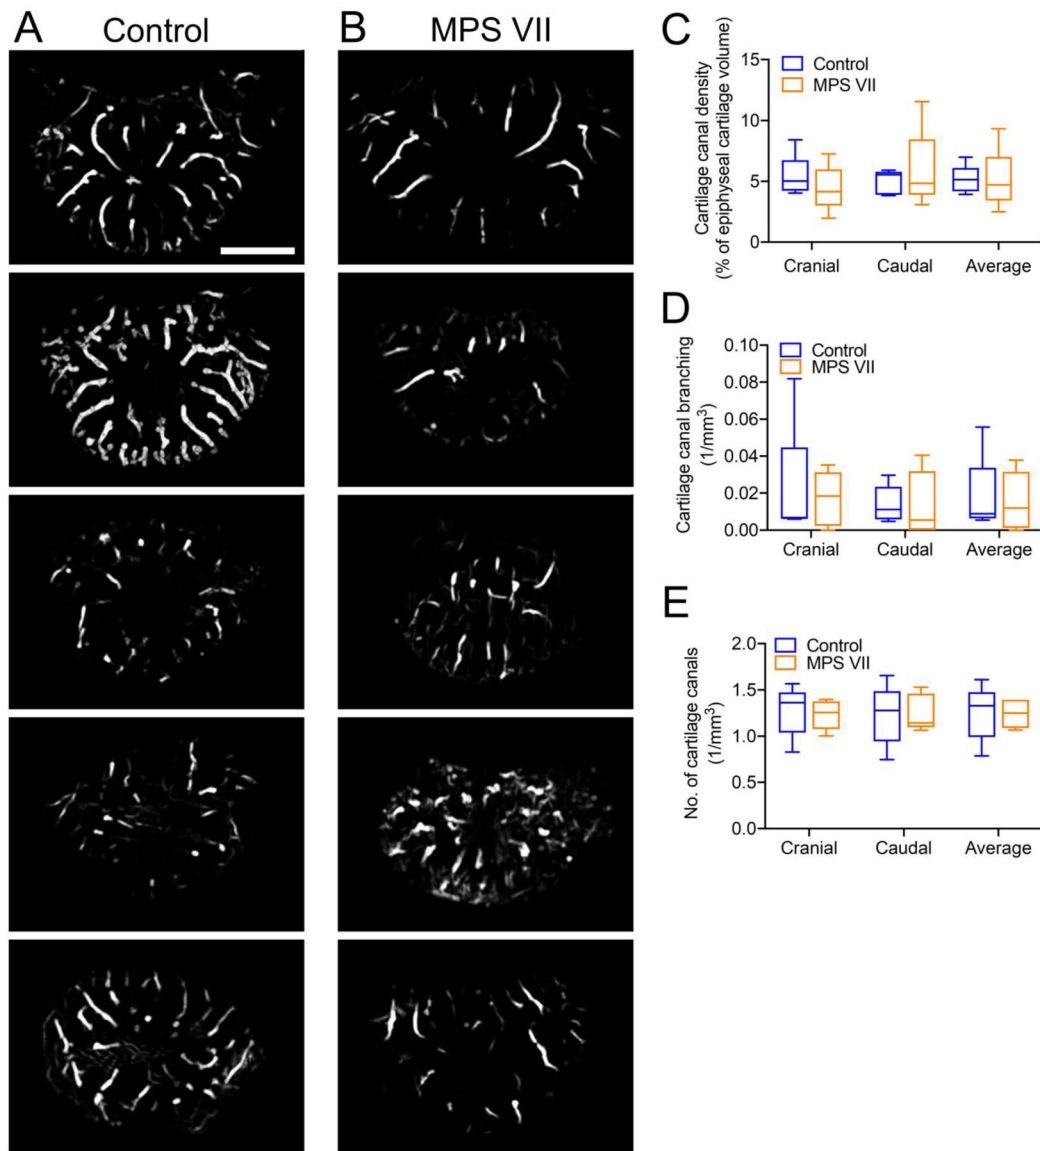 A Control
B MPS VII
C
Cartilage canal density
(% of epiphyseal cartilage volume)
15
10
5
0
Control
MPS VII
Cranial Caudal Average
D
Cartilage canal branching
(1/mm³)
0.10
0.08
0.06
0.04
0.02
0.00
Control
MPS VII
Cranial Caudal Average
E
No. of cartilage canals
(1/mm³)
2.0
1.5
1.0
0.5
0.0
Control
MPS VII
Cranial Caudal Average